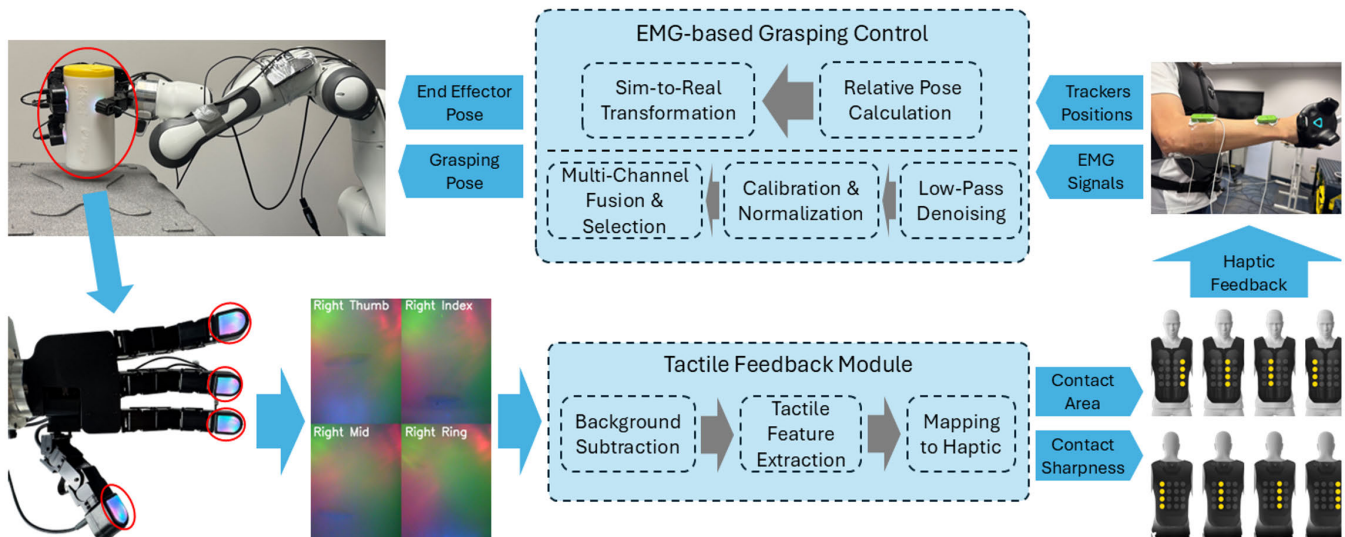 EMG-based Grasping Control
End Effector
Pose
Sim-to-Real
Transformation
Relative Pose
Calculation
Trackers
Positions
Grasping
Pose
Multi-Channel
Fusion &
Selection
Calibration &
Normalization
Low-Pass
Denoising
EMG
Signals
Haptic
Feedback
Right Thumb
Right Index
Right Mid
Right Ring
Tactile Feedback Module
Background
Subtraction
Tactile
Feature
Extraction
Mapping
to Haptic
Contact
Area
Contact
Sharpness